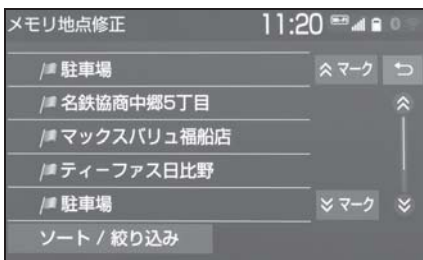 メモリ地点修正 11:20
駐車場 マーク
名鉄協商中郷5丁目
マックスバリュ福船店
ティーファス日比野
駐車場 マーク
ソート / 絞り込み